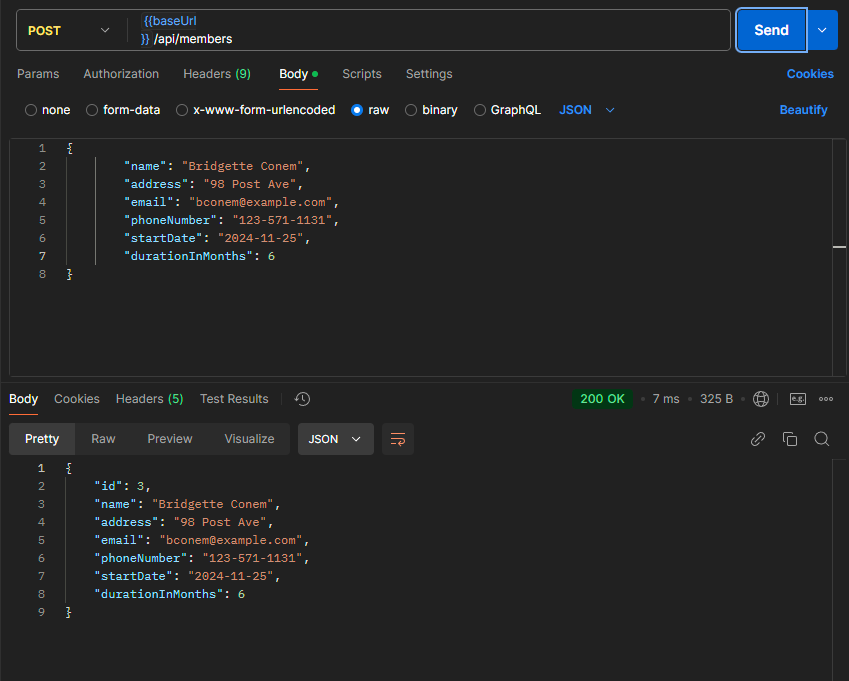 POST
{{baseUrl
}} /api/members
Send
Params Authorization Headers (9) Body Scripts Settings Cookies
none form-data x-www-form-urlencoded raw binary GraphQL JSON Beautify
1 {
2 "name": "Bridgette Conem",
3 "address": "98 Post Ave",
4 "email": "bconem@example.com",
5 "phoneNumber": "123-571-1131",
6 "startDate": "2024-11-25",
7 "durationInMonths": 6
8 }
Body Cookies Headers (5) Test Results 200 OK • 7 ms • 325 B • e.g.
Pretty Raw Preview Visualize JSON
1 {
2 "id": 3,
3 "name": "Bridgette Conem",
4 "address": "98 Post Ave",
5 "email": "bconem@example.com",
6 "phoneNumber": "123-571-1131",
7 "startDate": "2024-11-25",
8 "durationInMonths": 6
9 }